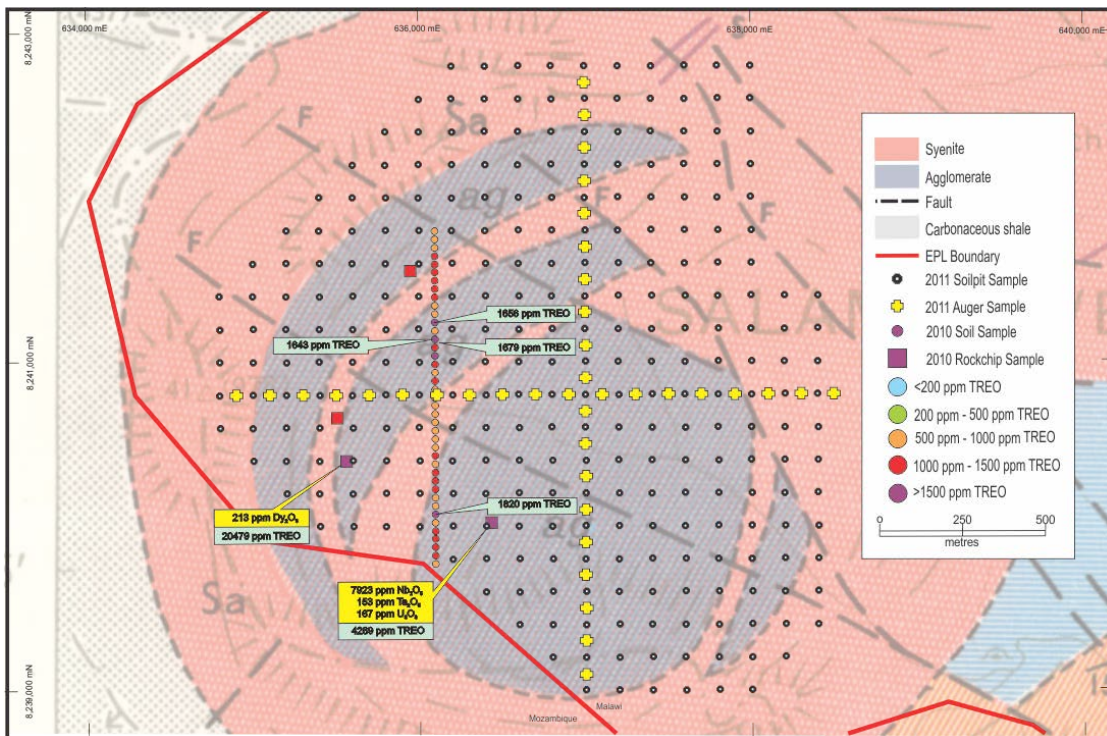 634,000 mE
636,000 mE
638,000 mE
640,000 mE
8,243,000 mN
8,241,000 mN
8,239,000 mN
S
F
Sa
F
ag
F
F
F
SALAM
1656 ppm TREO
1643 ppm TREO
1679 ppm TREO
1820 ppm TREO
ag
213 ppm Dy₂O₃
20479 ppm TREO
7923 ppm Nb₂O₅
153 ppm Ta₂O₅
167 ppm U₃O₈
4269 ppm TREO
Sa
Malawi
Mozambique
Syenite
Agglomerate
Fault
Carbonaceous shale
EPL Boundary
2011 Soilpit Sample
2011 Auger Sample
2010 Soil Sample
2010 Rockchip Sample
<200 ppm TREO
200 ppm - 500 ppm TREO
500 ppm - 1000 ppm TREO
1000 ppm - 1500 ppm TREO
>1500 ppm TREO
0 250 500
metres